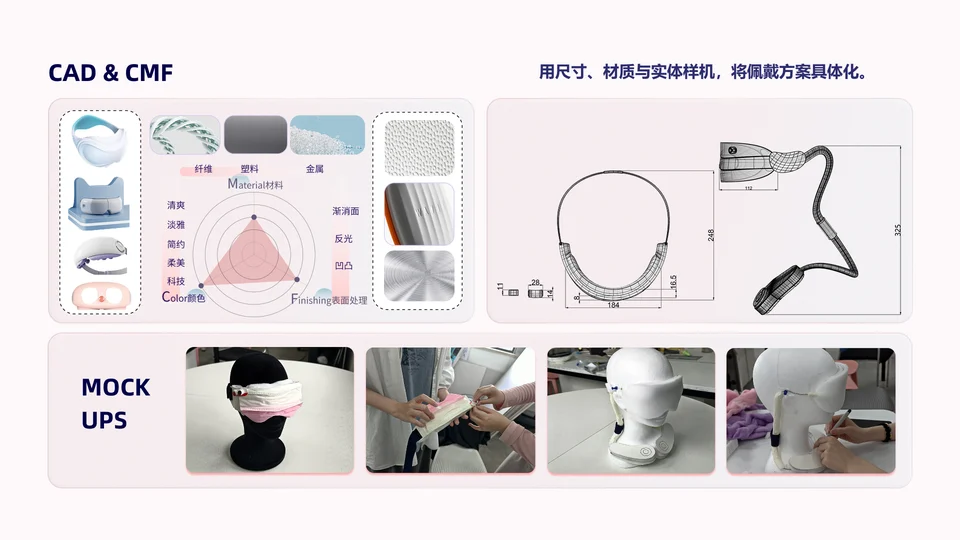 CAD & CMF
用尺寸、材质与实体样机，将佩戴方案具体化。
纤维
塑料
金属
Material材料
清爽
淡雅
简约
柔美
科技
Color颜色
渐消面
反光
凹凸
Finishing表面处理
11
28
14
8
184
16.5
248
112
325
MOCK
UPS